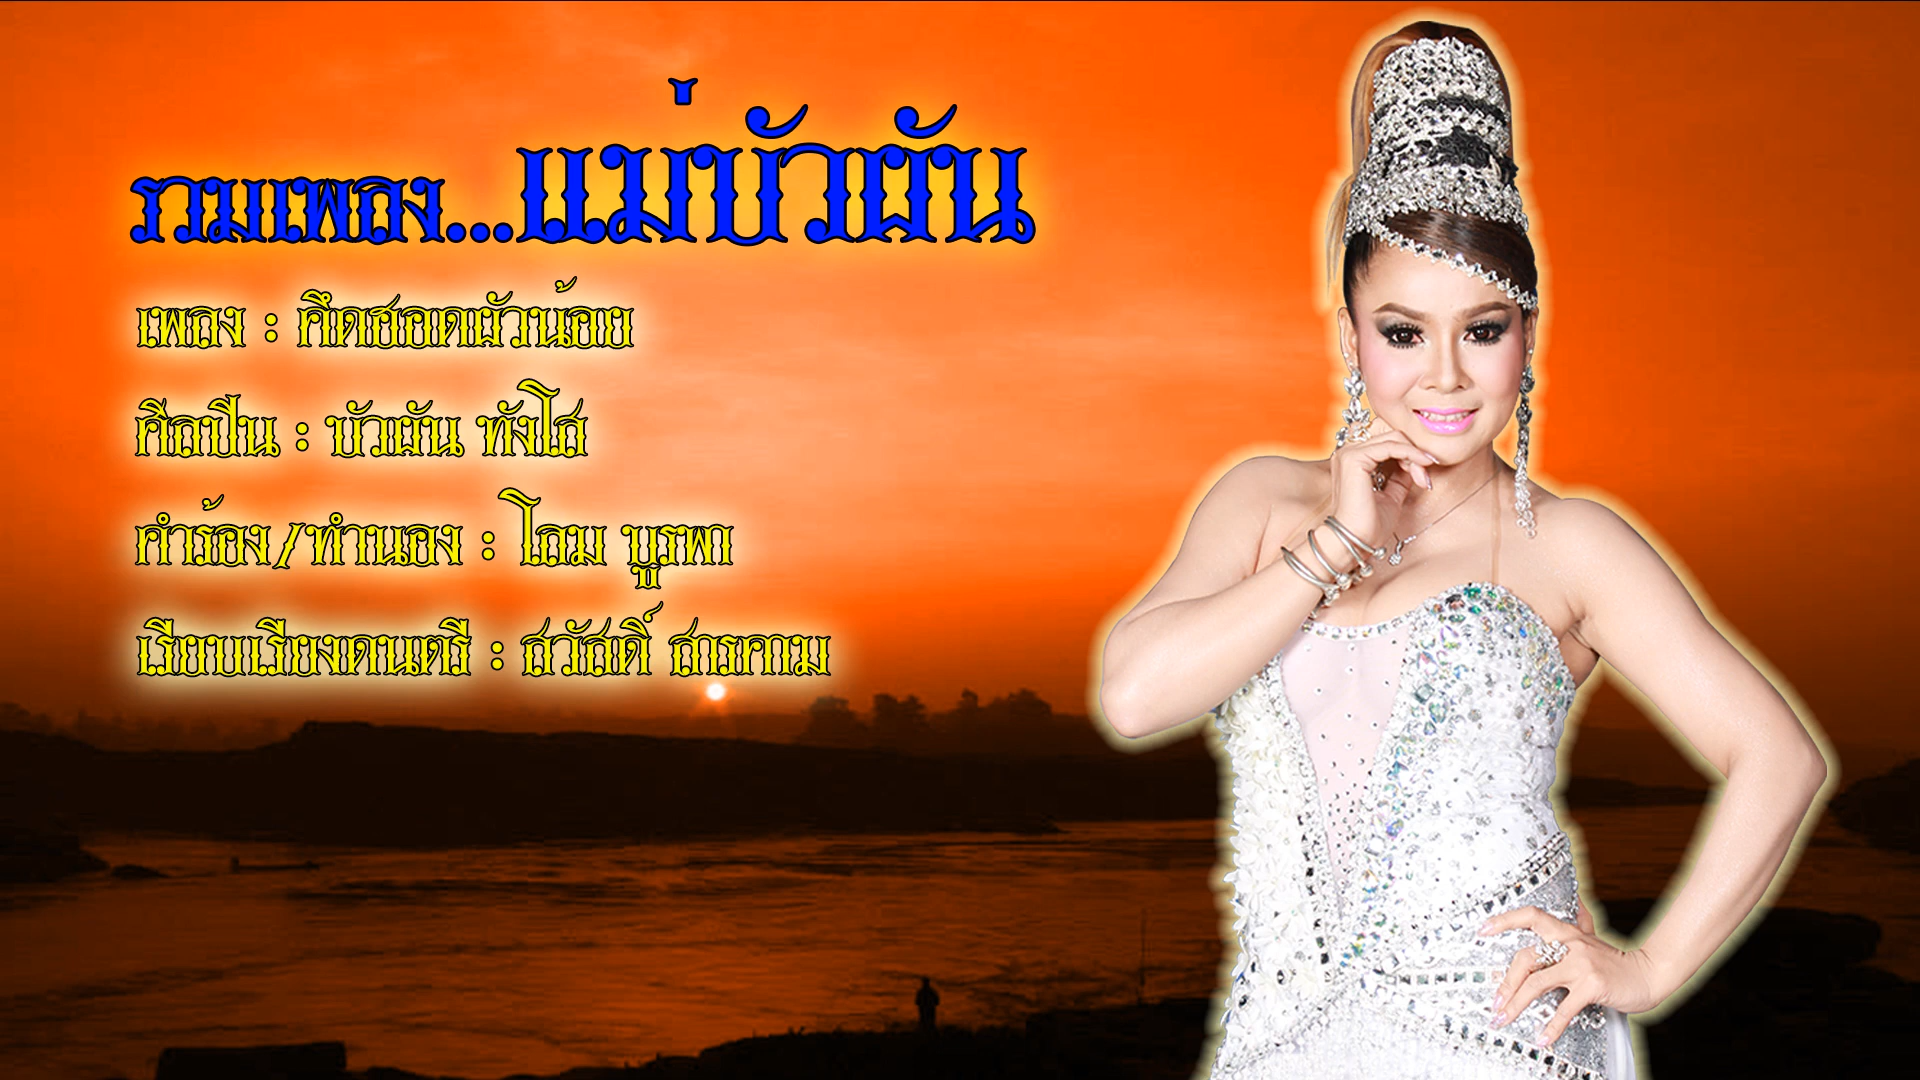 รวมเพลง...แม่บัวผัน
เพลง : คึดฮอดผัวน้อย
ศิลปืน : บัวผัน ทังโส
คำร้อง/ทำนอง : โฉม บูรพา
เรียบเรียงดนตรี : สวัสดิ์ สารคาม